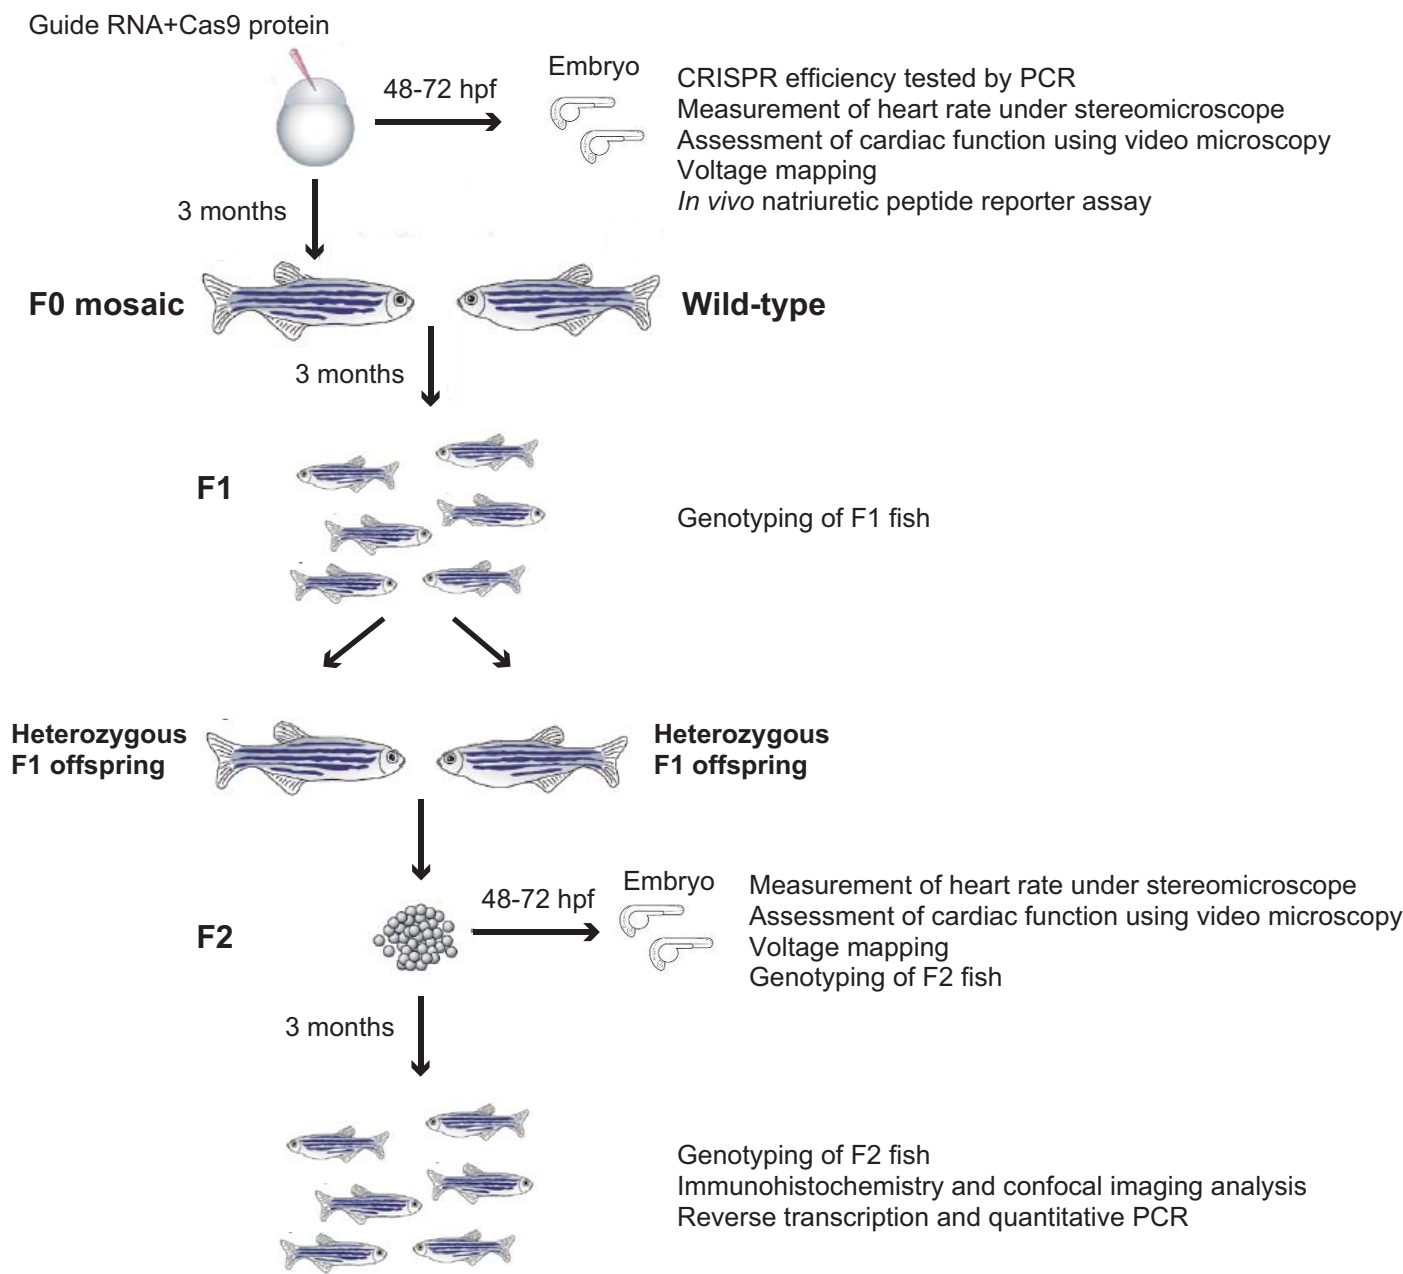 Guide RNA+Cas9 protein
48-72 hpf
Embryo
CRISPR efficiency tested by PCR
Measurement of heart rate under stereomicroscope
Assessment of cardiac function using video microscopy
Voltage mapping
In vivo natriuretic peptide reporter assay
3 months
F0 mosaic
Wild-type
3 months
F1
Genotyping of F1 fish
Heterozygous
F1 offspring
Heterozygous
F1 offspring
F2
48-72 hpf
Embryo
Measurement of heart rate under stereomicroscope
Assessment of cardiac function using video microscopy
Voltage mapping
Genotyping of F2 fish
3 months
Genotyping of F2 fish
Immunohistochemistry and confocal imaging analysis
Reverse transcription and quantitative PCR